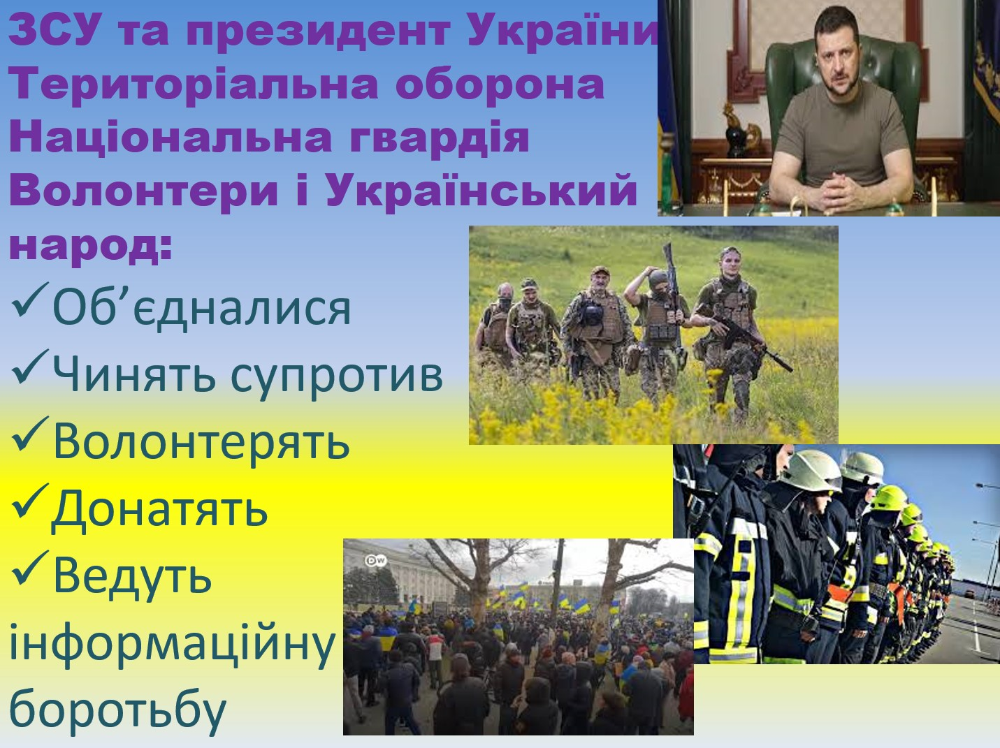 ЗСУ та президент України
Територіальна оборона
Національна гвардія
Волонтери і Український
народ:
✓Об’єдналися
✓Чинять супротив
✓Волонтерять
✓Донатять
✓Ведуть
інформаційну
боротьбу
DW